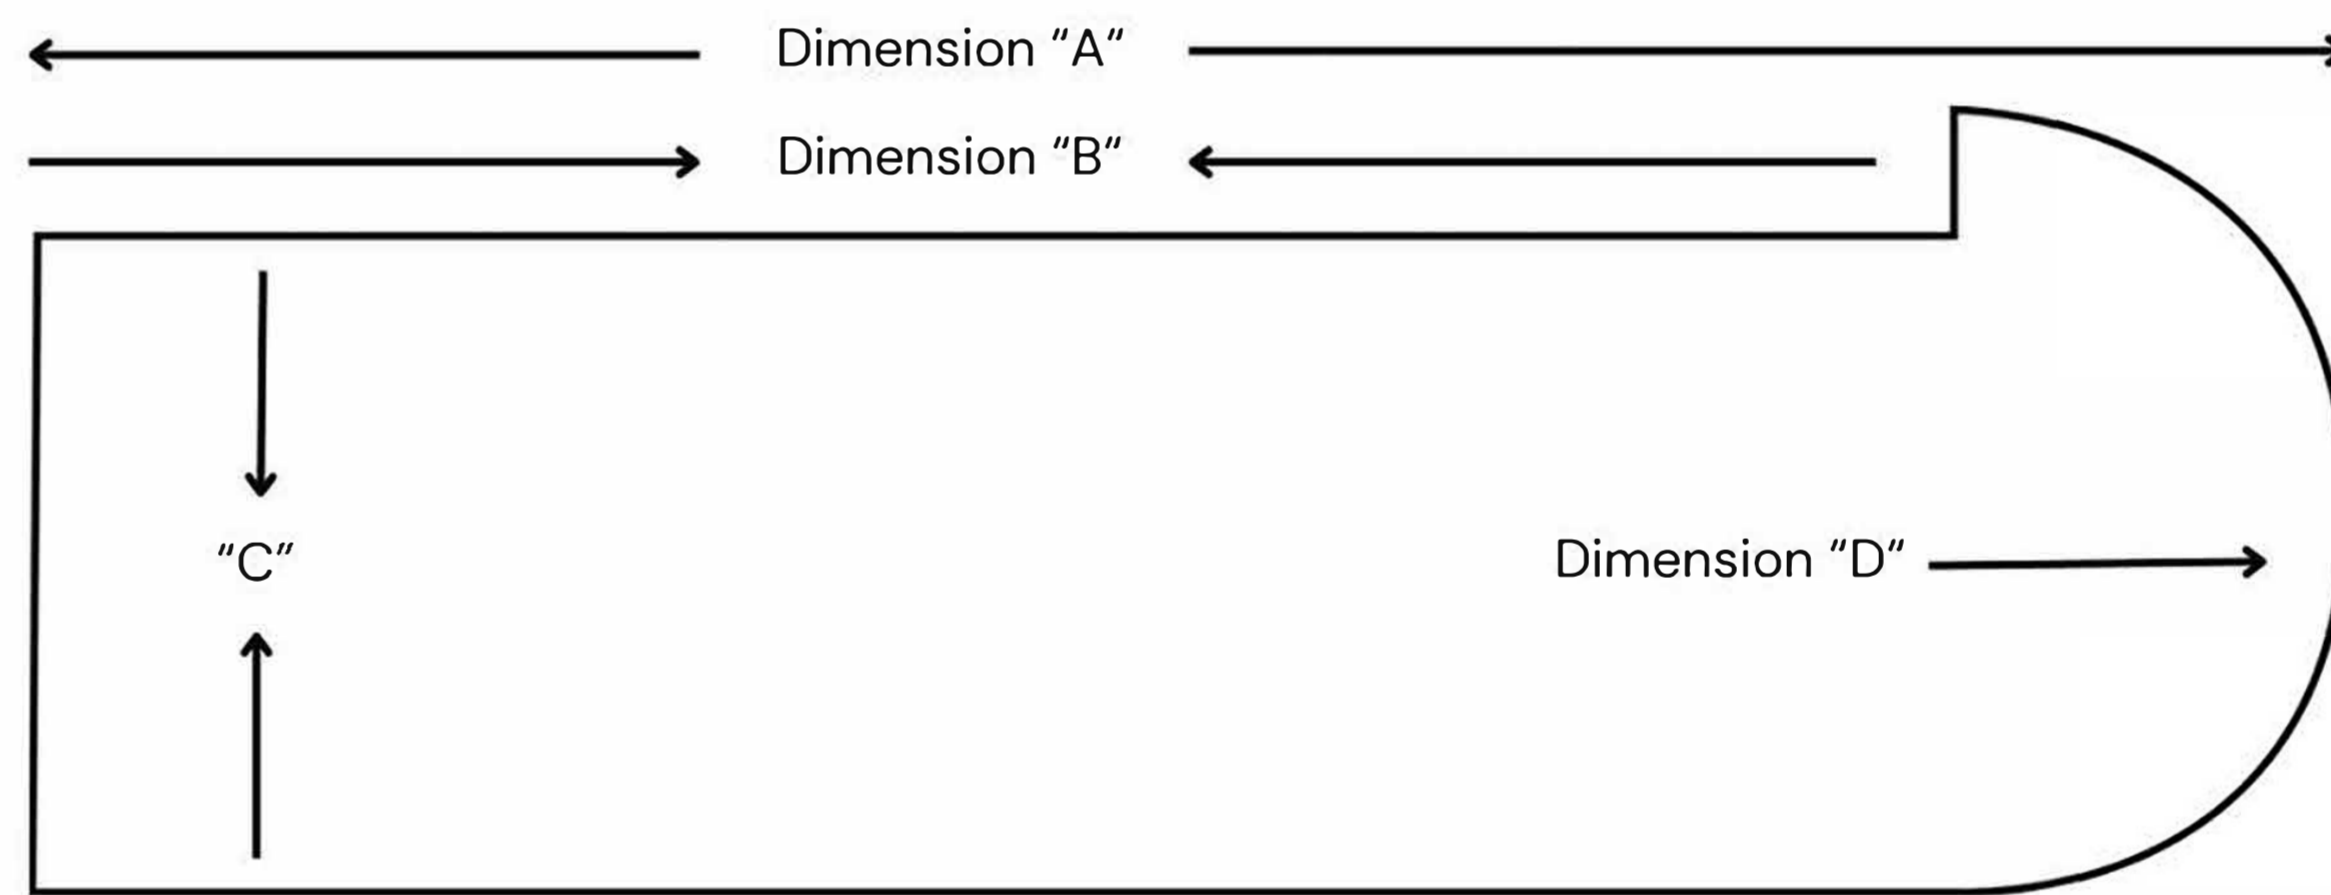 Dimension “A”
Dimension “B”
“C”
Dimension “D”